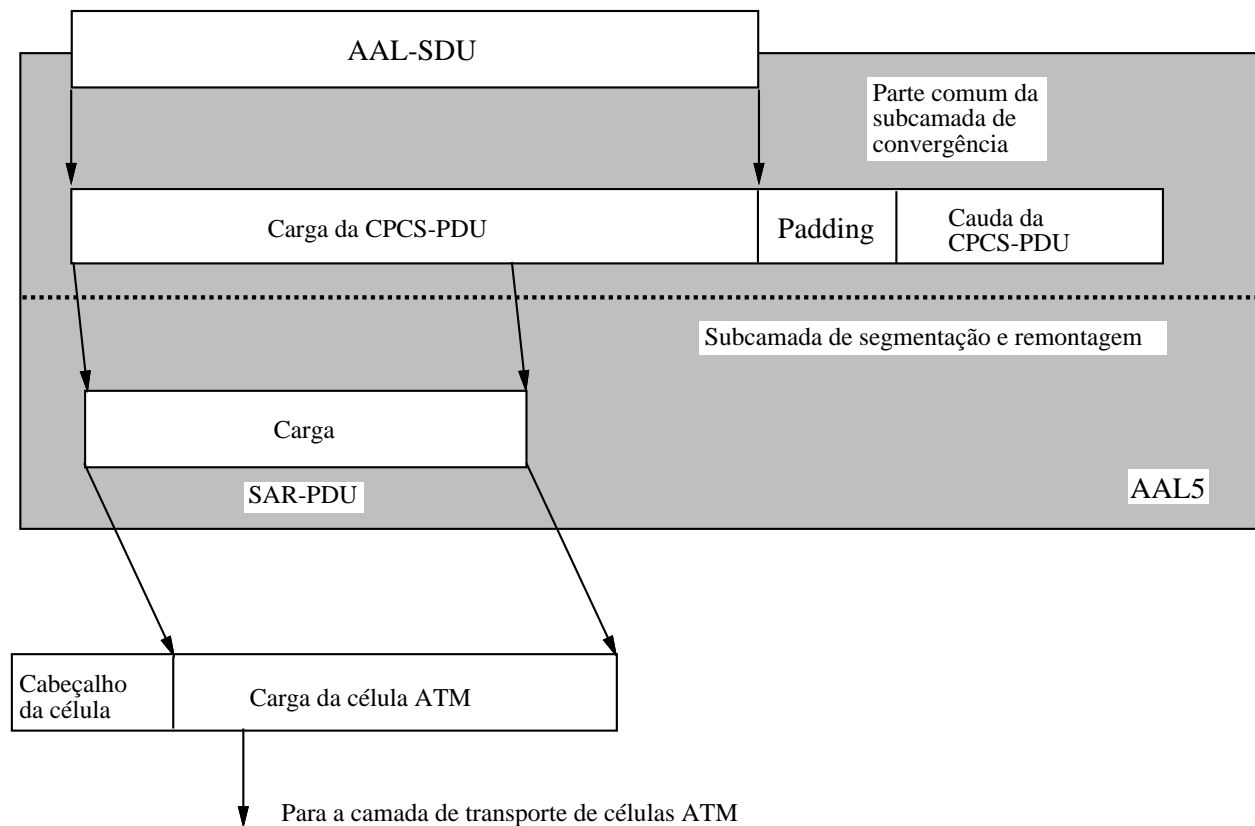 AAL-SDU
Parte comum da
subcamada de
convergência
Carga da CPCS-PDU
Padding
Cauda da
CPCS-PDU
Subcamada de segmentação e remontagem
Carga
SAR-PDU
AAL5
Cabeçalho
da célula
Carga da célula ATM
Para a camada de transporte de células ATM